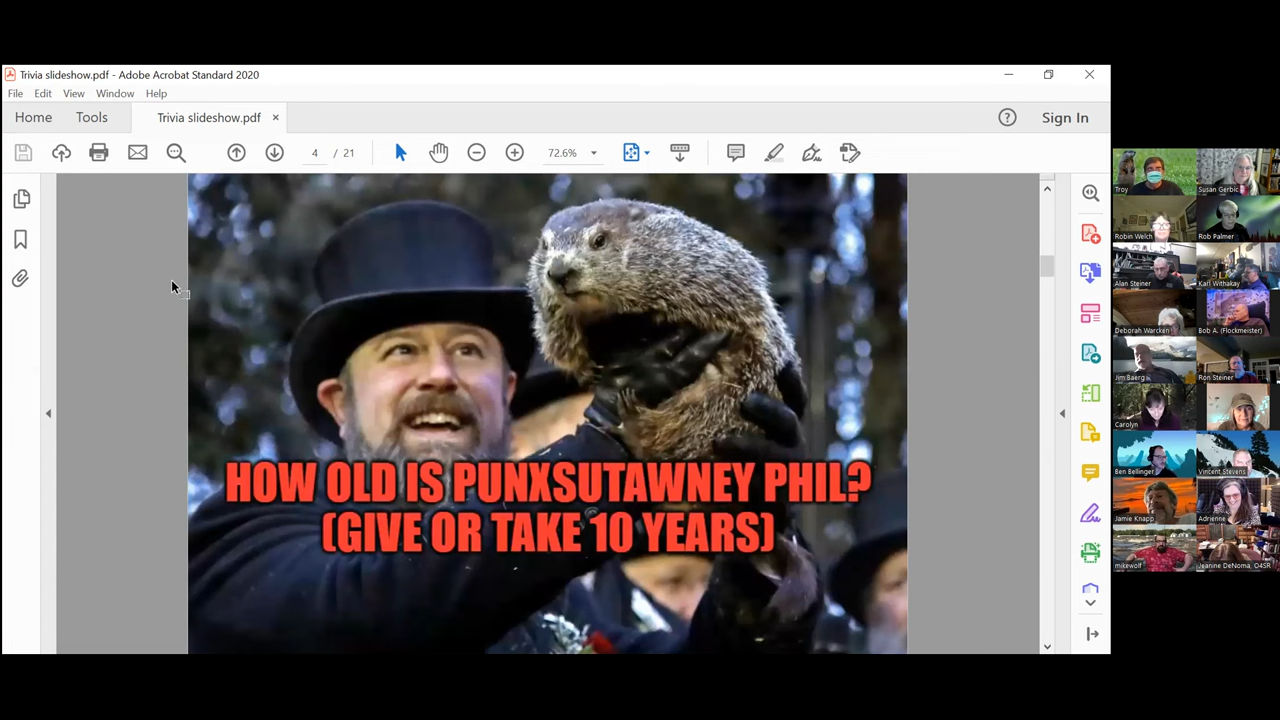 Trivia slideshow.pdf - Adobe Acrobat Standard 2020
File Edit View Window Help
Home Tools Trivia slideshow.pdf × ? Sign In
4 / 21 72.6%
HOW OLD IS PUNXSUTAWNEY PHIL?
(GIVE OR TAKE 10 YEARS)
Troy Susan Gerbic
Robin Welch Rob Palmer
Alan Steiner Karl Withakay
Deborah Warcken Bob A. (Flockmeister)
Jim Baerg Ron Steiner
Carolyn
Ben Bellinger Vincent Stevens
Jamie Knapp Adrienne
mikewolf Jeanine DeNoma, O4SR